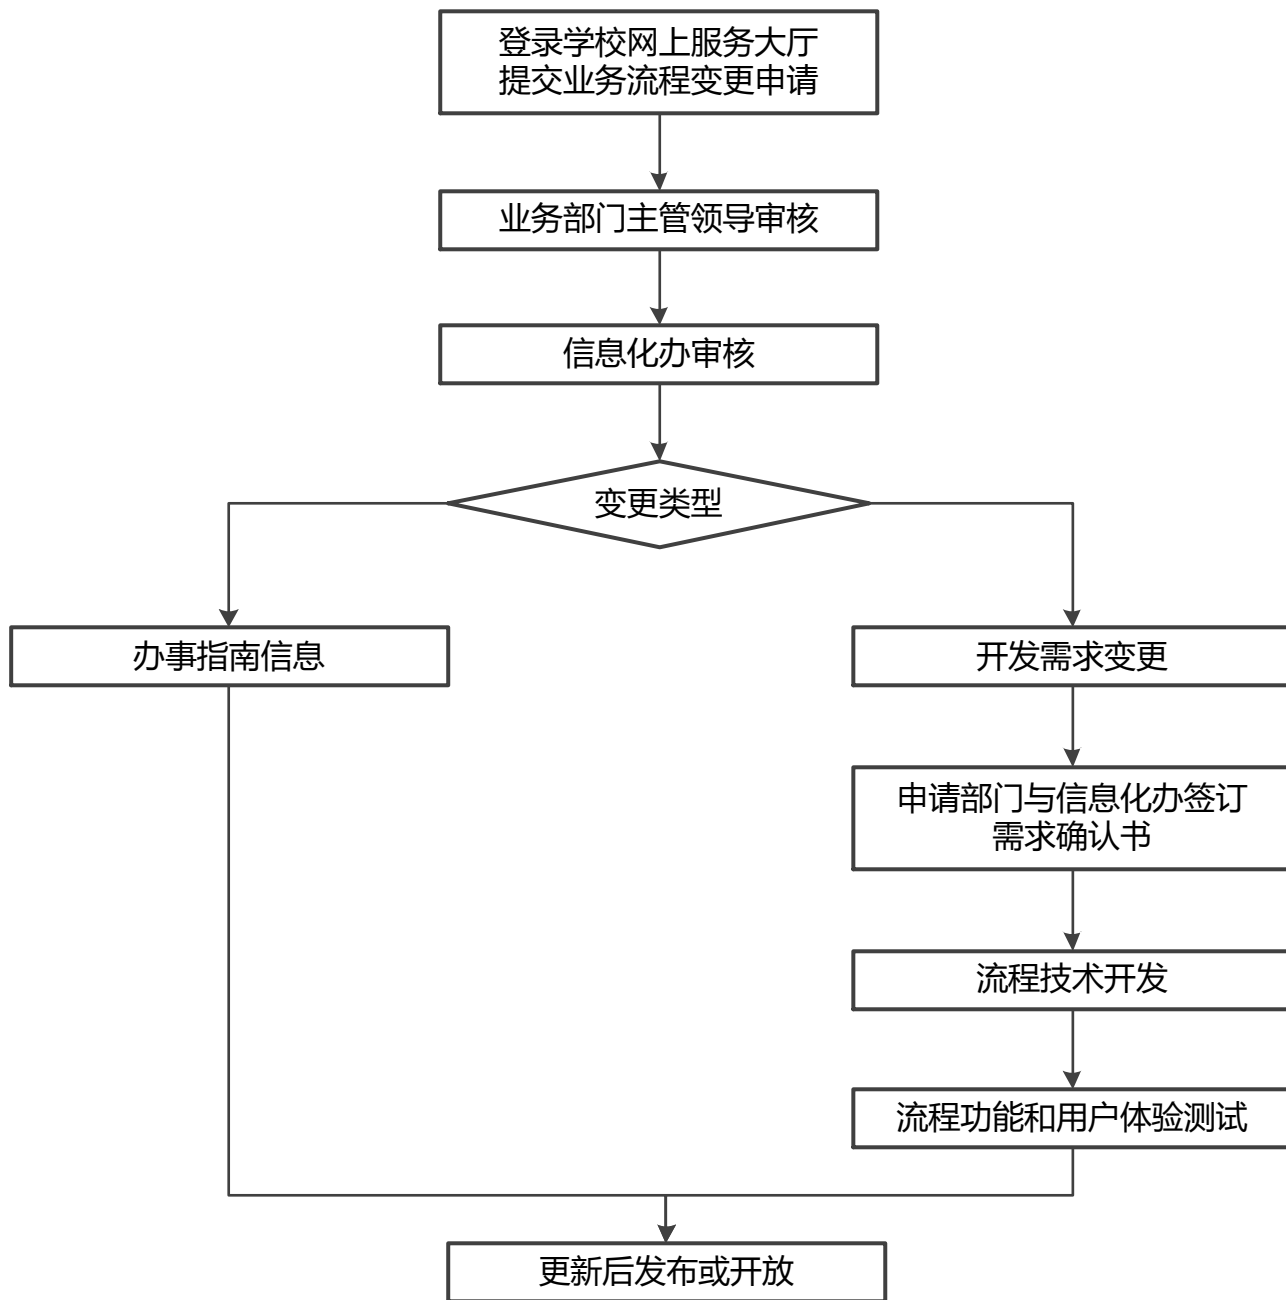 登录学校网上服务大厅
提交业务流程变更申请
业务部门主管领导审核
信息化办审核
变更类型
办事指南信息
开发需求变更
申请部门与信息化办签订
需求确认书
流程技术开发
流程功能和用户体验测试
更新后发布或开放